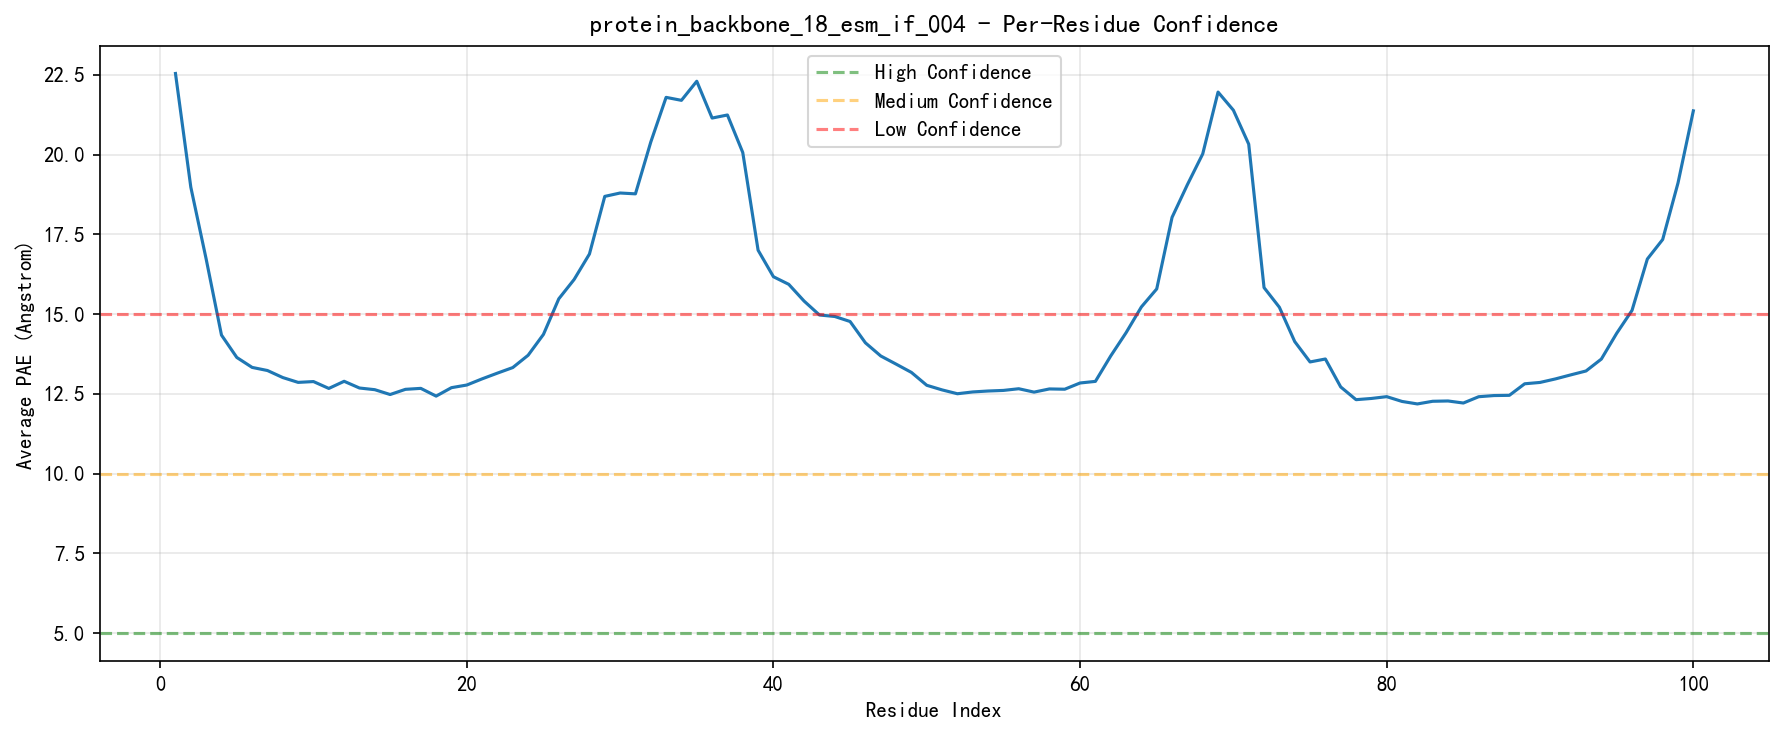 protein_backbone_18_esm_if_004 - Per-Residue Confidence
High Confidence
Medium Confidence
Low Confidence
22.5
20.0
17.5
15.0
12.5
10.0
7.5
5.0
Average PAE (Angstrom)
0 20 40 60 80 100
Residue Index